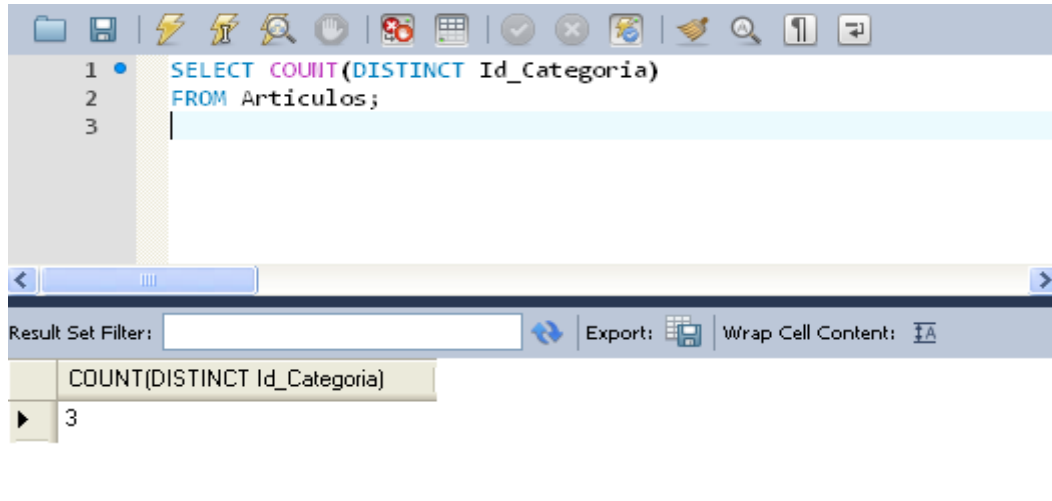 1 SELECT COUNT(DISTINCT Id_Categoria)
2 FROM Articulos;
3
Result Set Filter: Export: Wrap Cell Content:
COUNT(DISTINCT Id_Categoria)
3